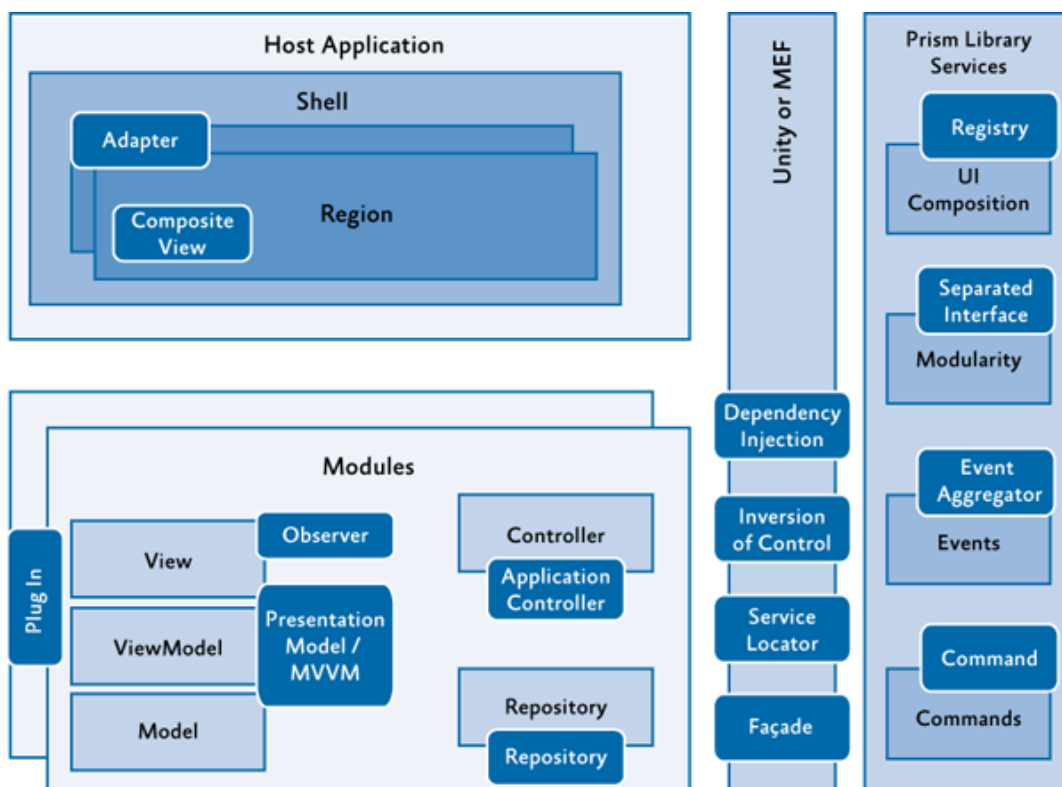 Host Application
Shell
Adapter
Region
Composite
View
Modules
Plug In
View
Observer
ViewModel
Presentation
Model /
MVVM
Model
Controller
Application
Controller
Repository
Repository
Unity or MEF
Dependency
Injection
Inversion
of Control
Service
Locator
Façade
Prism Library
Services
Registry
UI
Composition
Separated
Interface
Modularity
Event
Aggregator
Events
Command
Commands